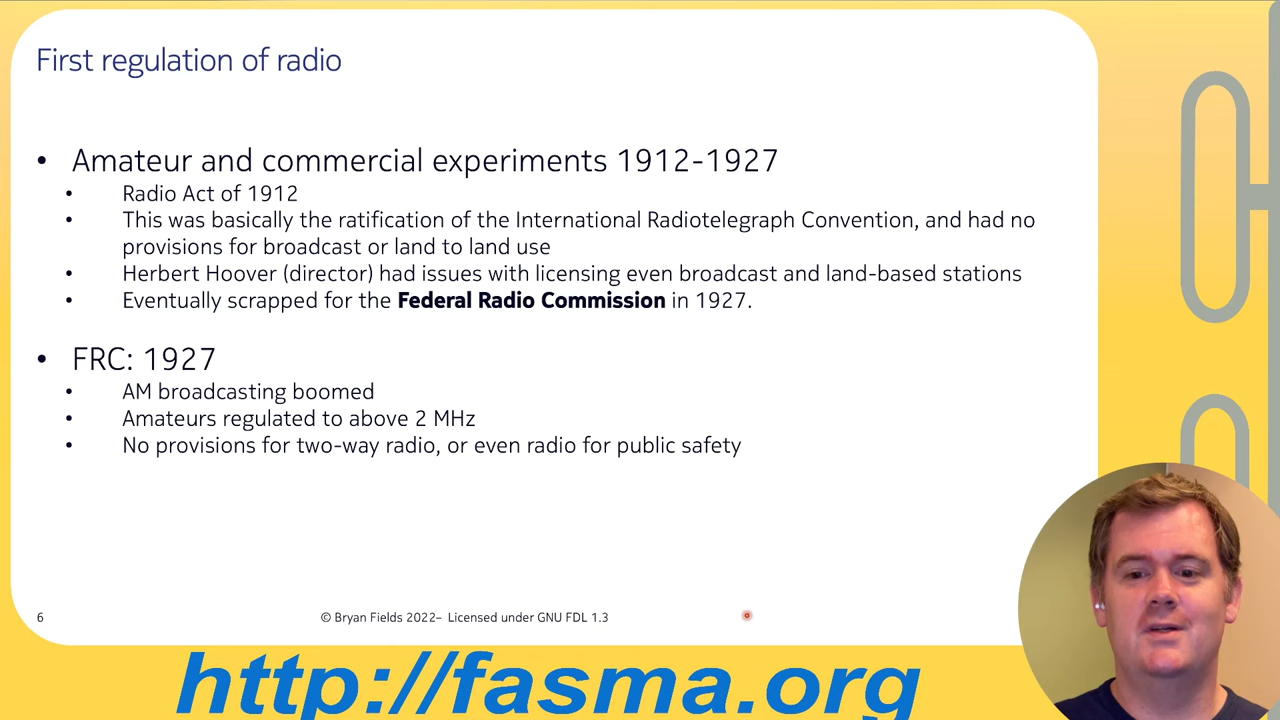 First regulation of radio
• Amateur and commercial experiments 1912-1927
• Radio Act of 1912
• This was basically the ratification of the International Radiotelegraph Convention, and had no
provisions for broadcast or land to land use
• Herbert Hoover (director) had issues with licensing even broadcast and land-based stations
• Eventually scrapped for the Federal Radio Commission in 1927.
• FRC: 1927
• AM broadcasting boomed
• Amateurs regulated to above 2 MHz
• No provisions for two-way radio, or even radio for public safety
6
© Bryan Fields 2022– Licensed under GNU FDL 1.3
http://fasma.org